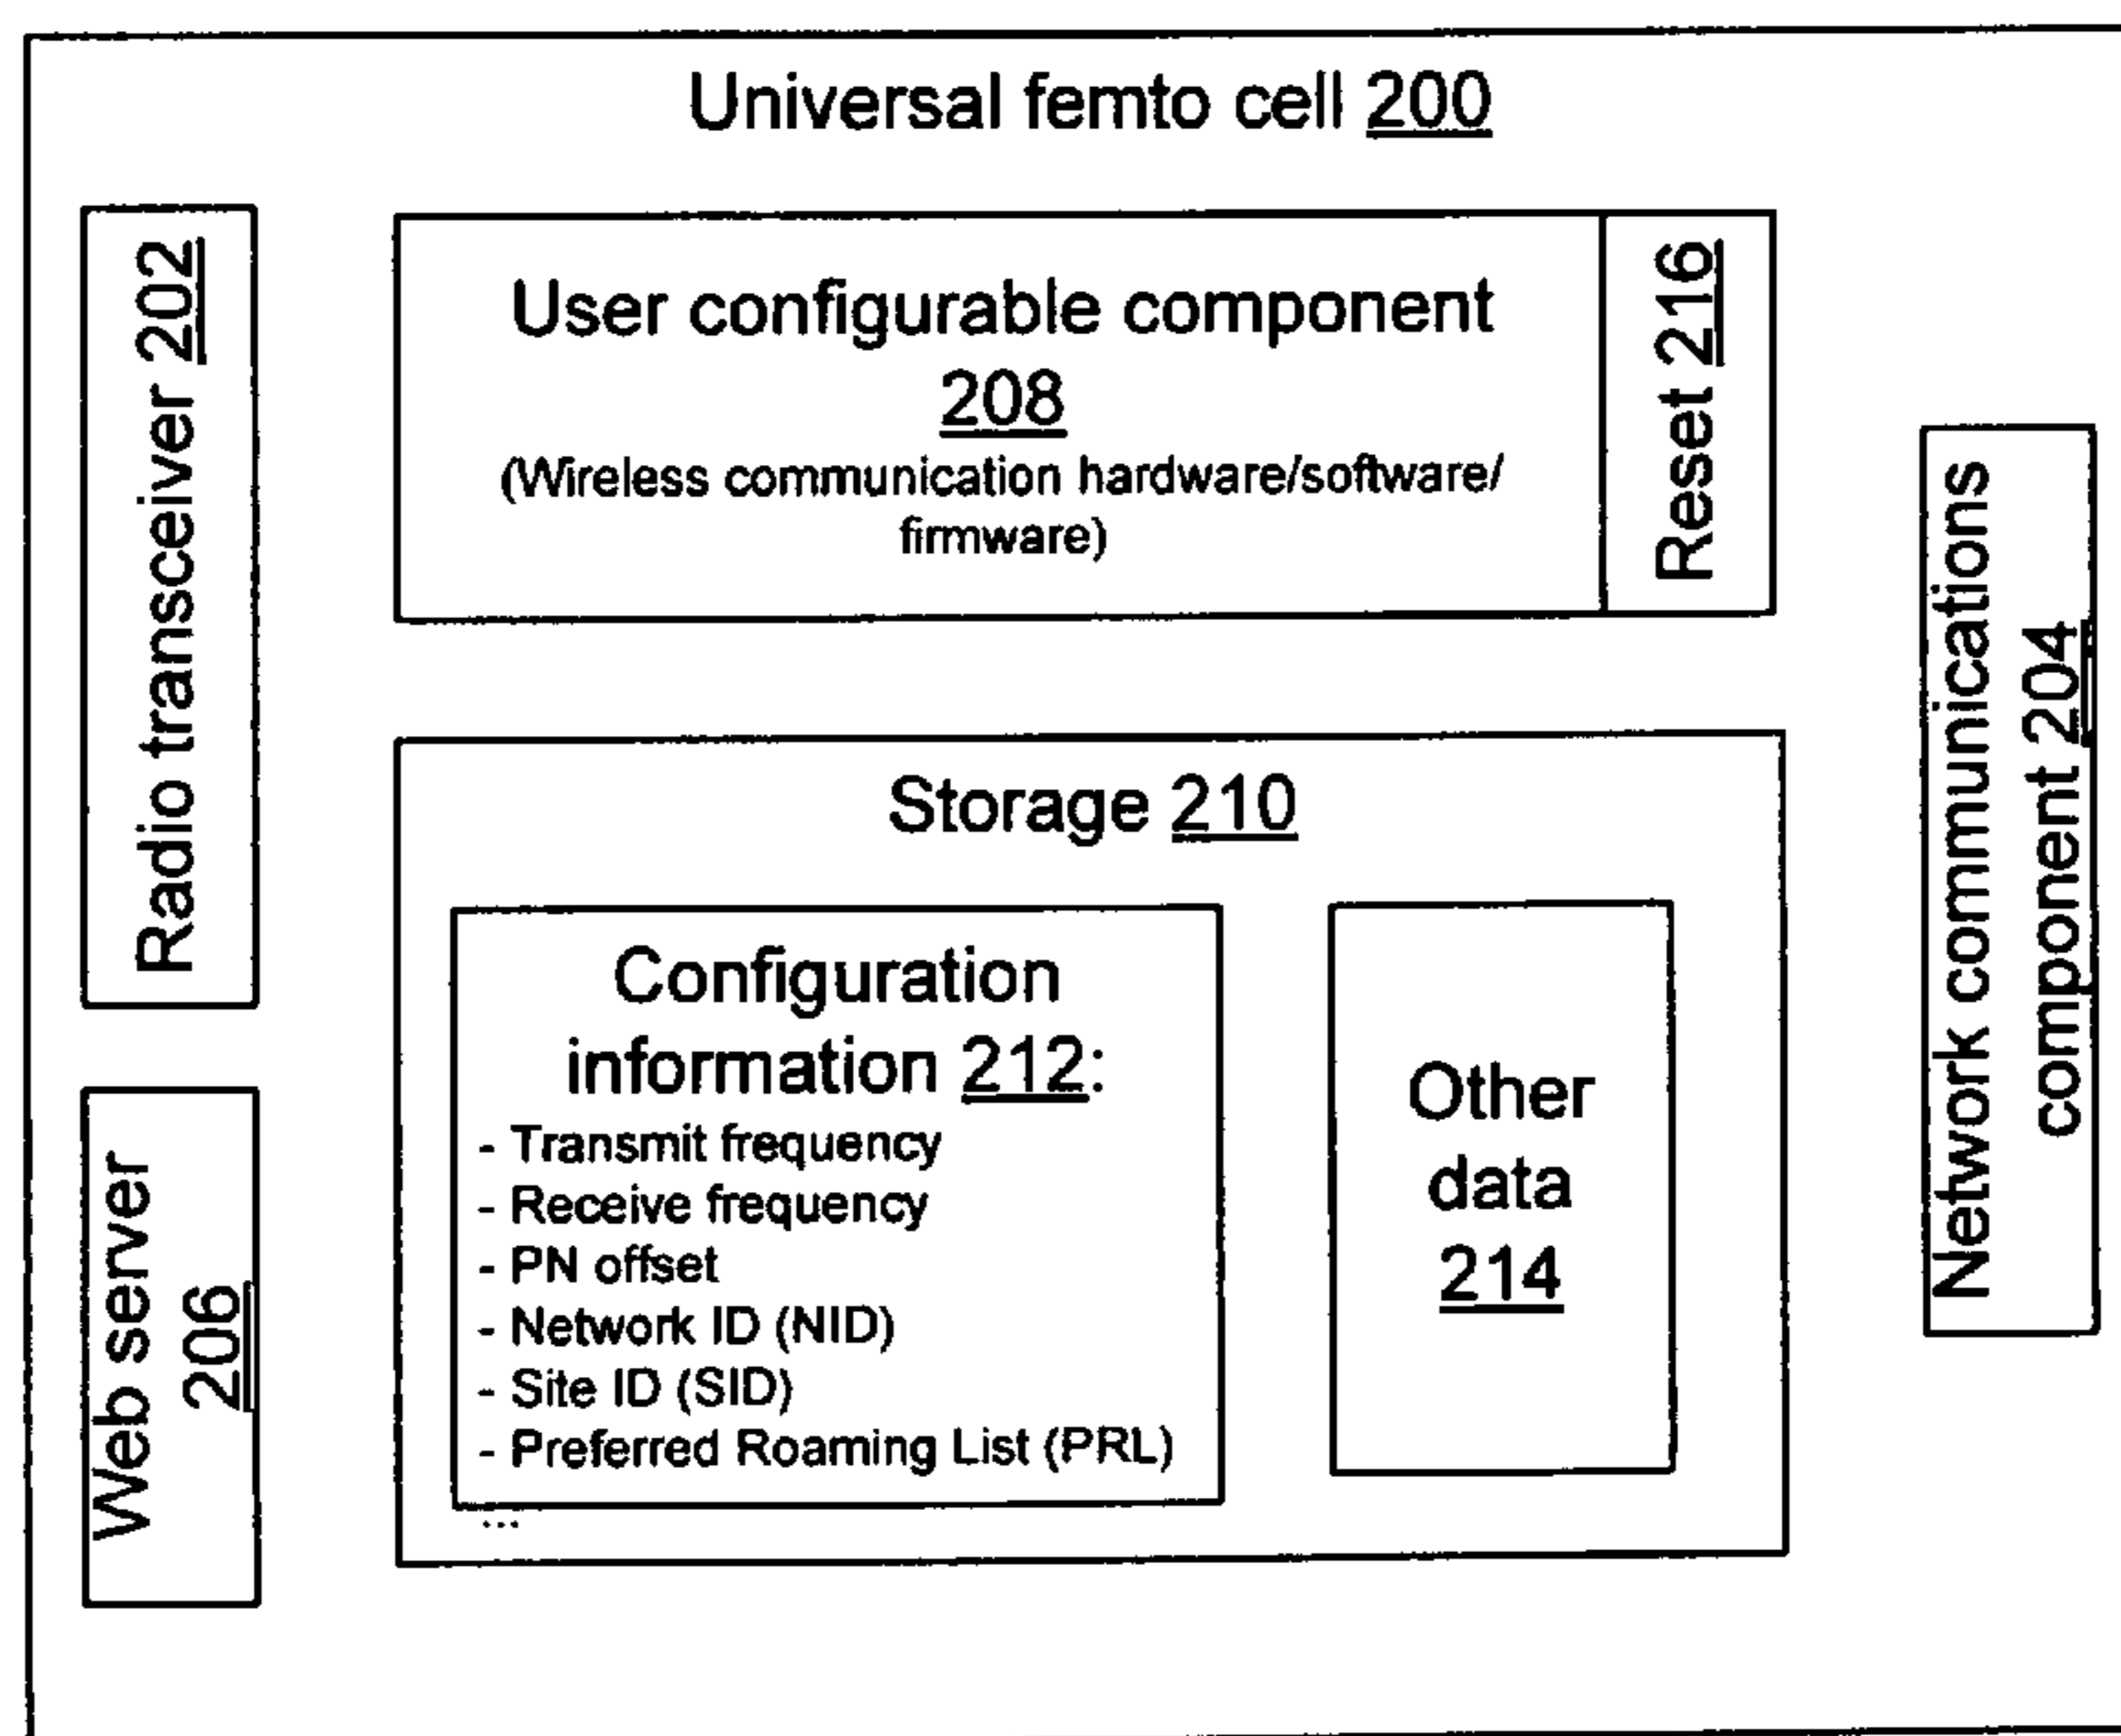 Universal femto cell 200
Radio transceiver 202
User configurable component
208
(Wireless communication hardware/software/
firmware)
Reset 216
Network communications
component 204
Storage 210
Configuration
information 212:
- Transmit frequency
- Receive frequency
- PN offset
- Network ID (NID)
- Site ID (SID)
- Preferred Roaming List (PRL)
...
Other
data
214
Web server
206